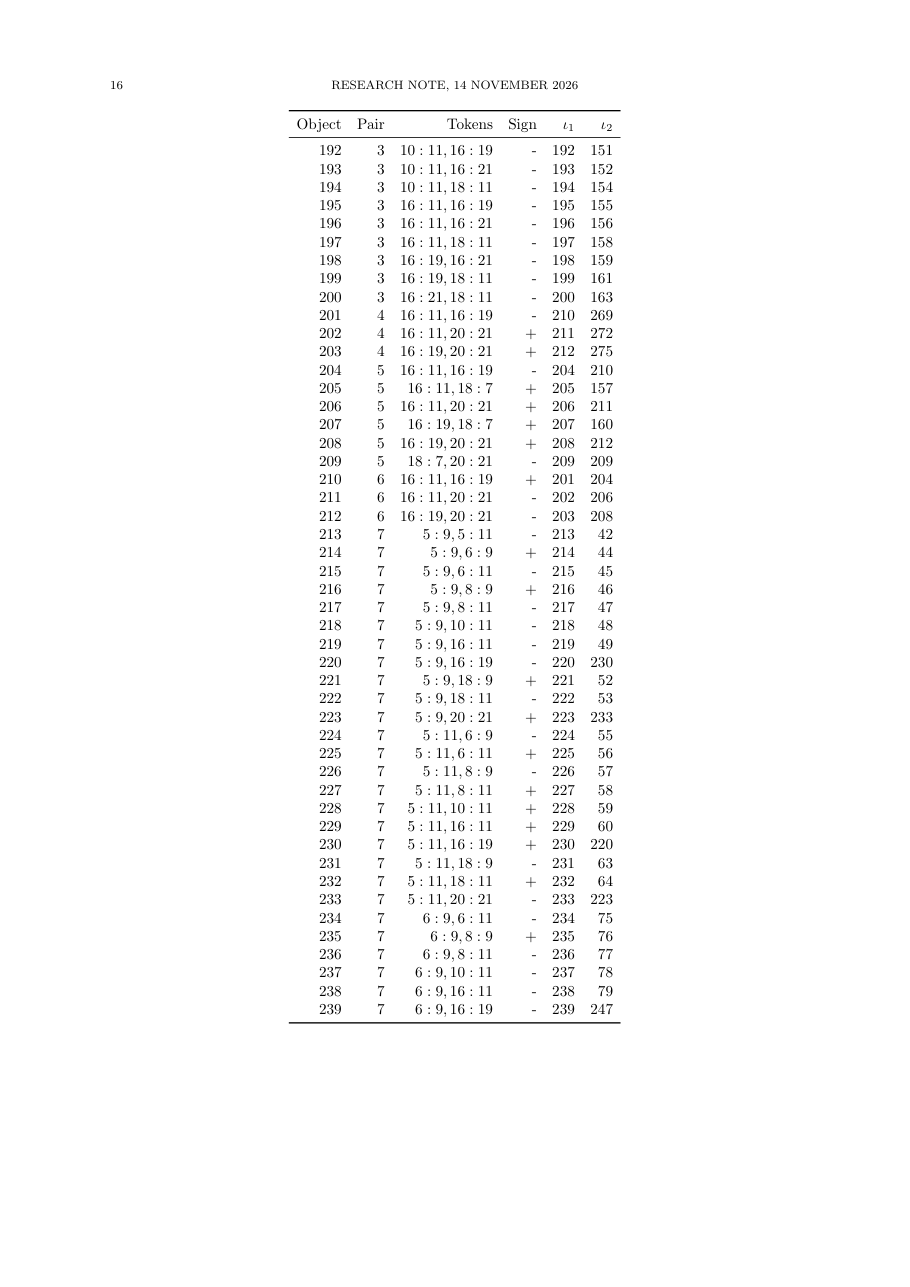 16 RESEARCH NOTE, 14 NOVEMBER 2026
Object Pair Tokens Sign ι1 ι2
192 3 10 : 11, 16 : 19 - 192 151
193 3 10 : 11, 16 : 21 - 193 152
194 3 10 : 11, 18 : 11 - 194 154
195 3 16 : 11, 16 : 19 - 195 155
196 3 16 : 11, 16 : 21 - 196 156
197 3 16 : 11, 18 : 11 - 197 158
198 3 16 : 19, 16 : 21 - 198 159
199 3 16 : 19, 18 : 11 - 199 161
200 3 16 : 21, 18 : 11 - 200 163
201 4 16 : 11, 16 : 19 - 210 269
202 4 16 : 11, 20 : 21 + 211 272
203 4 16 : 19, 20 : 21 + 212 275
204 5 16 : 11, 16 : 19 - 204 210
205 5 16 : 11, 18 : 7 + 205 157
206 5 16 : 11, 20 : 21 + 206 211
207 5 16 : 19, 18 : 7 + 207 160
208 5 16 : 19, 20 : 21 + 208 212
209 5 18 : 7, 20 : 21 - 209 209
210 6 16 : 11, 16 : 19 + 201 204
211 6 16 : 11, 20 : 21 - 202 206
212 6 16 : 19, 20 : 21 - 203 208
213 7 5 : 9, 5 : 11 - 213 42
214 7 5 : 9, 6 : 9 + 214 44
215 7 5 : 9, 6 : 11 - 215 45
216 7 5 : 9, 8 : 9 + 216 46
217 7 5 : 9, 8 : 11 - 217 47
218 7 5 : 9, 10 : 11 - 218 48
219 7 5 : 9, 16 : 11 - 219 49
220 7 5 : 9, 16 : 19 - 220 230
221 7 5 : 9, 18 : 9 + 221 52
222 7 5 : 9, 18 : 11 - 222 53
223 7 5 : 9, 20 : 21 + 223 233
224 7 5 : 11, 6 : 9 - 224 55
225 7 5 : 11, 6 : 11 + 225 56
226 7 5 : 11, 8 : 9 - 226 57
227 7 5 : 11, 8 : 11 + 227 58
228 7 5 : 11, 10 : 11 + 228 59
229 7 5 : 11, 16 : 11 + 229 60
230 7 5 : 11, 16 : 19 + 230 220
231 7 5 : 11, 18 : 9 - 231 63
232 7 5 : 11, 18 : 11 + 232 64
233 7 5 : 11, 20 : 21 - 233 223
234 7 6 : 9, 6 : 11 - 234 75
235 7 6 : 9, 8 : 9 + 235 76
236 7 6 : 9, 8 : 11 - 236 77
237 7 6 : 9, 10 : 11 - 237 78
238 7 6 : 9, 16 : 11 - 238 79
239 7 6 : 9, 16 : 19 - 239 247